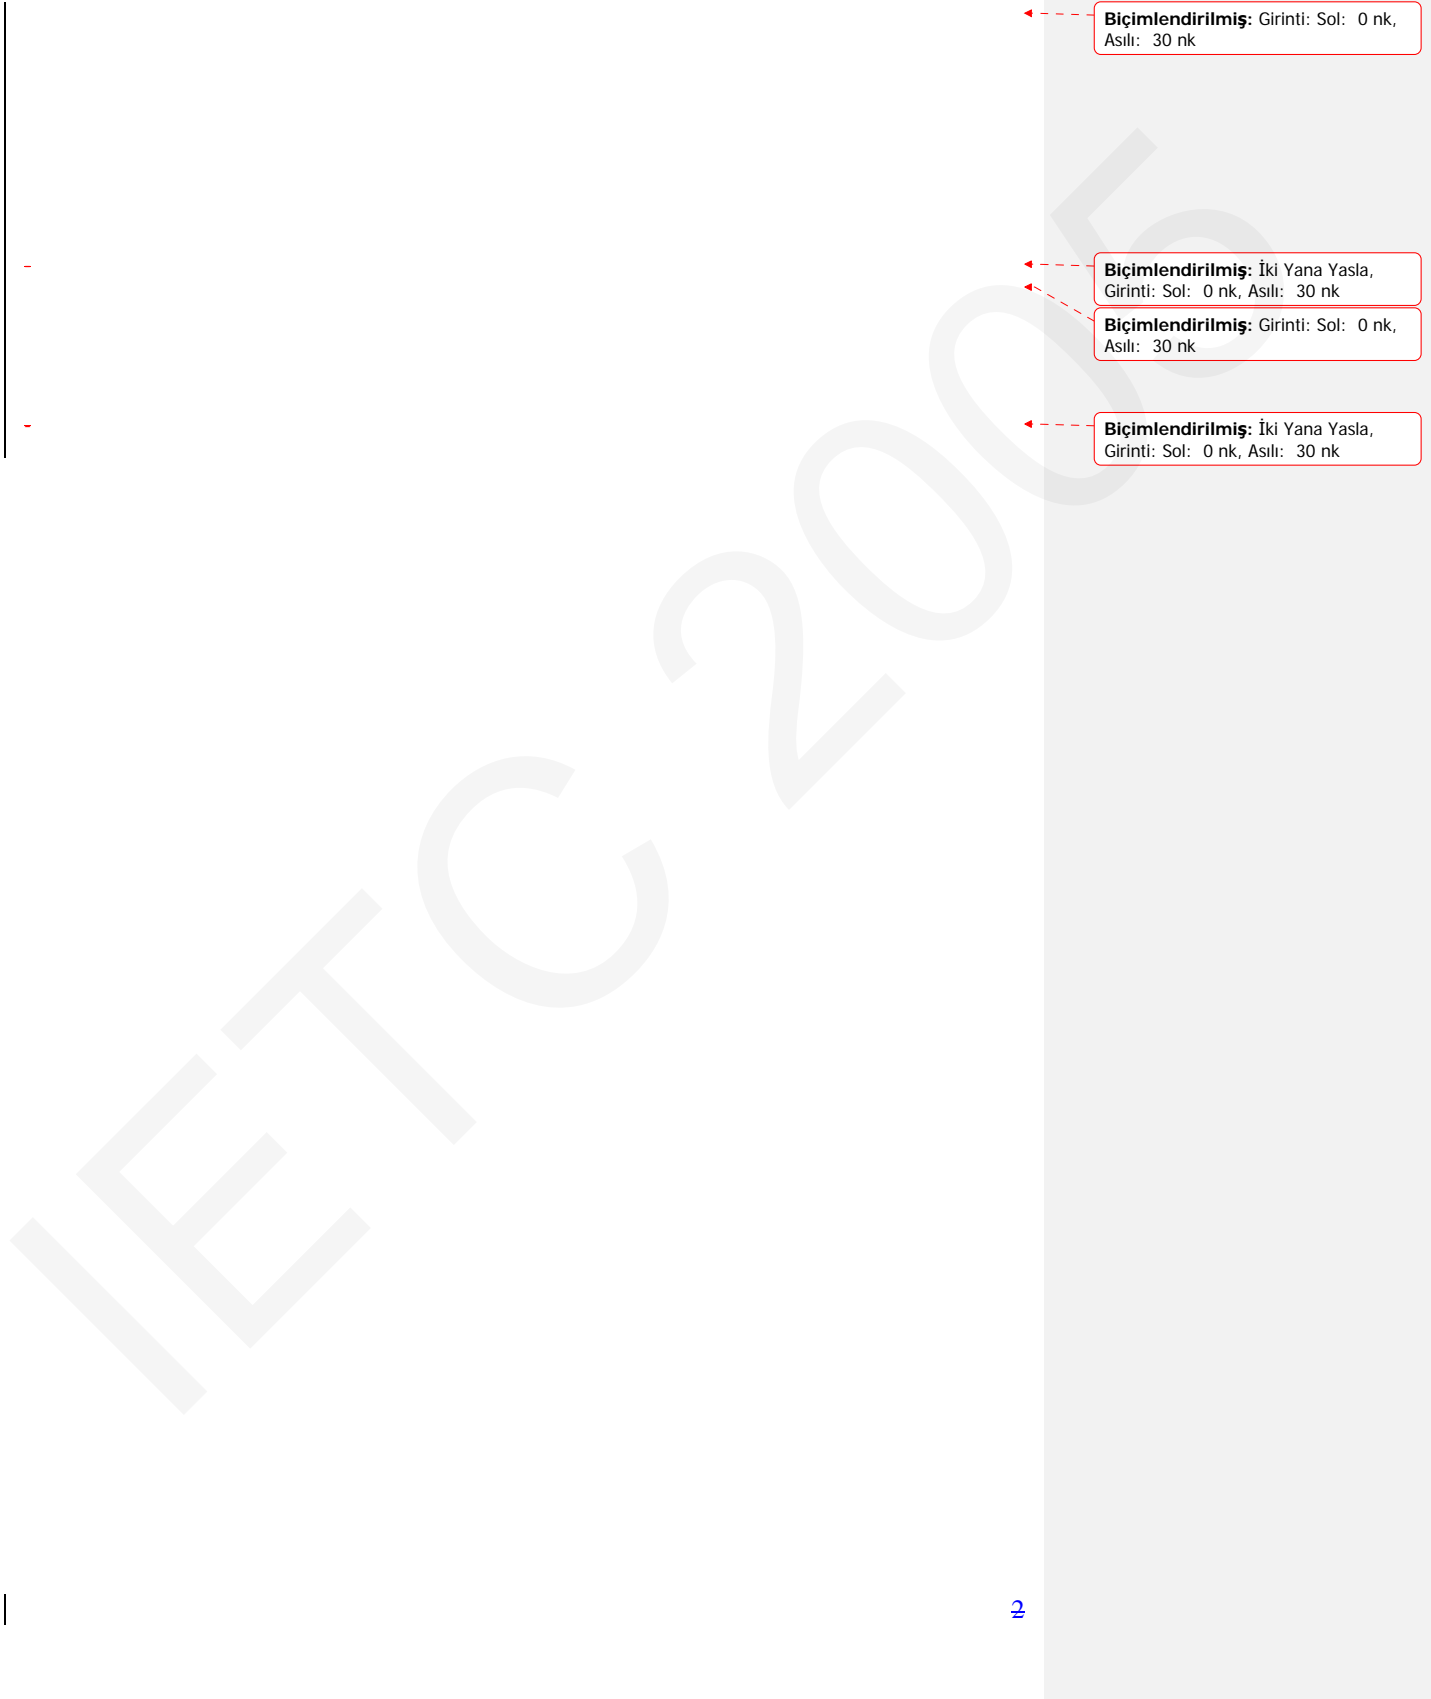 Biçimlendirilmiş: Girinti: Sol:  0 nk,
Asılı:  30 nk
Biçimlendirilmiş: İki Yana Yasla,
Girinti: Sol:  0 nk, Asılı:  30 nk
Biçimlendirilmiş: Girinti: Sol:  0 nk,
Asılı:  30 nk
Biçimlendirilmiş: İki Yana Yasla,
Girinti: Sol:  0 nk, Asılı:  30 nk
IETC 2005
2